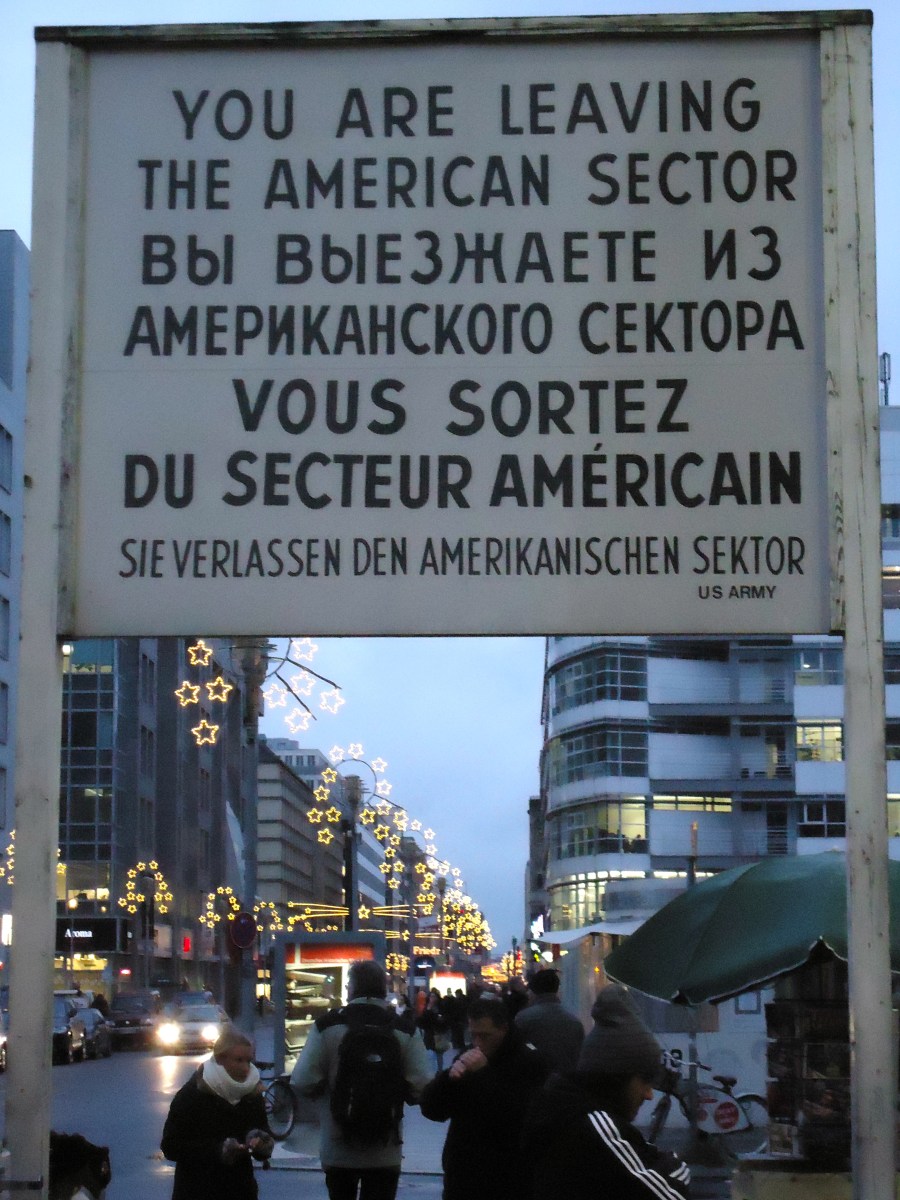 YOU ARE LEAVING
THE AMERICAN SECTOR
ВЫ ВЫЕЗЖАЕТЕ ИЗ
АМЕРИКАНСКОГО СЕКТОРА
VOUS SORTEZ
DU SECTEUR AMÉRICAIN
SIE VERLASSEN DEN AMERIKANISCHEN SEKTOR
US ARMY
Aroma